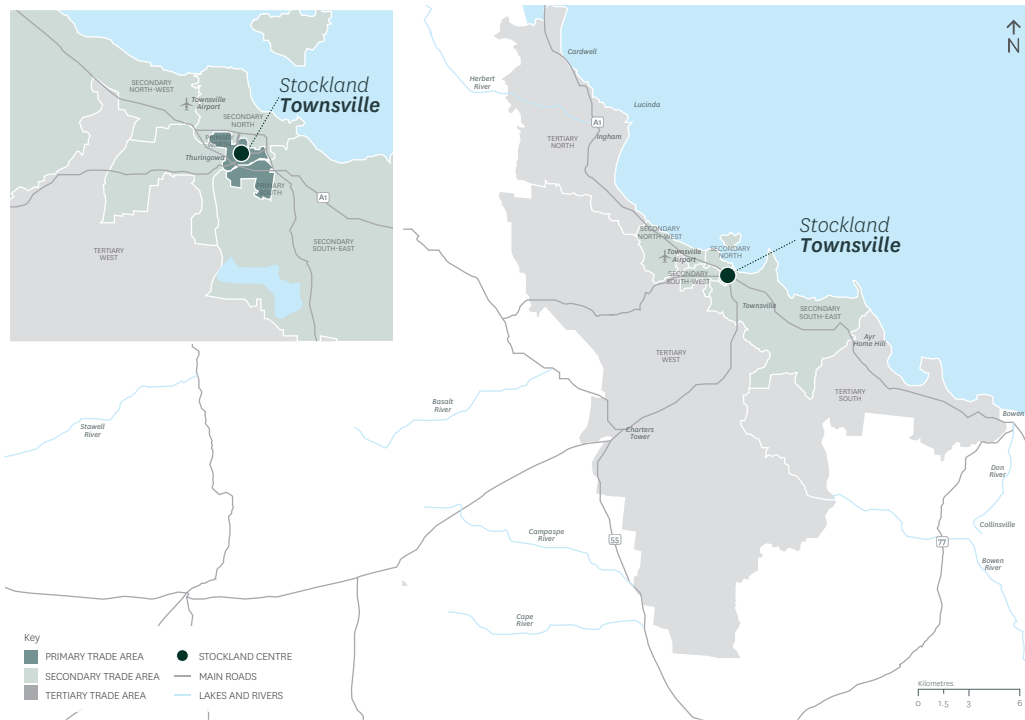 SECONDARY
NORTH-WEST
Townsville
Airport
SECONDARY
NORTH
Stockland
Townsville
PRIMARY
Thuringowa
PRIMARY
SOUTH
A1
SECONDARY
SOUTH-EAST
TERTIARY
WEST
N
Cardwell
Herbert
River
Lucinda
A1
Ingham
TERTIARY
NORTH
Stockland
Townsville
SECONDARY
NORTH-WEST
Townsville
Airport
SECONDARY
NORTH
SECONDARY
SOUTH-WEST
Townsville
SECONDARY
SOUTH-EAST
Ayr
Home Hill
TERTIARY
WEST
TERTIARY
SOUTH
Basalt
River
Stawell
River
Charters
Tower
Bowen
Don
River
Collinsville
Campaspe
River
55
77
Bowen
River
Cape
River
Key
PRIMARY TRADE AREA
SECONDARY TRADE AREA
TERTIARY TRADE AREA
STOCKLAND CENTRE
MAIN ROADS
LAKES AND RIVERS
Kilometres
0 1.5 3 6